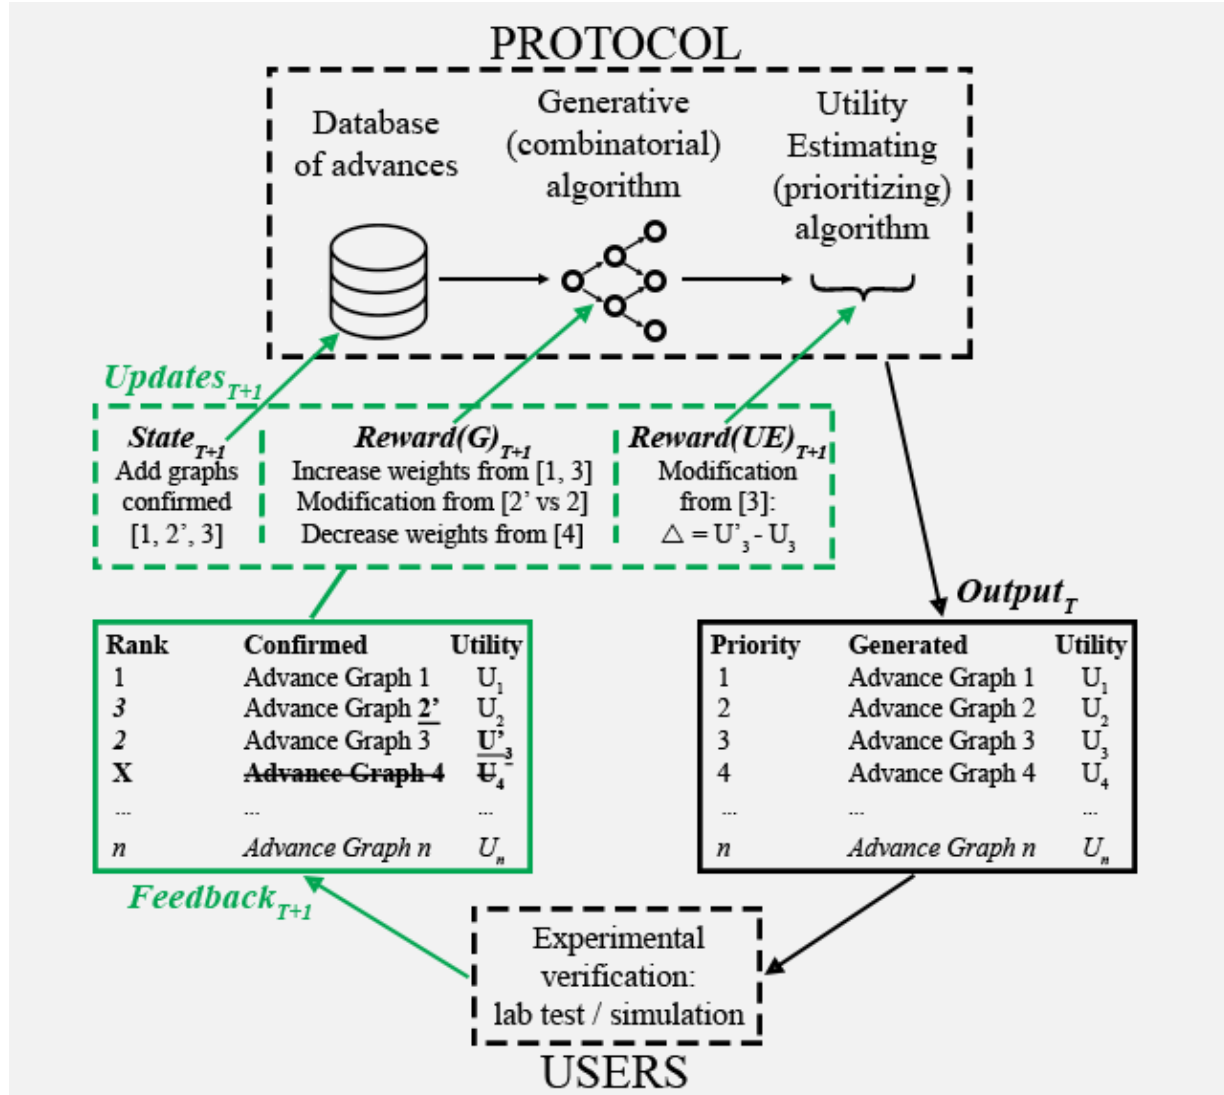 PROTOCOL
Database
of advances
Generative
(combinatorial)
algorithm
Utility
Estimating
(prioritizing)
algorithm
Updates T+1
State T+1
Add graphs
confirmed
[1, 2’, 3]
Reward(G) T+1
Increase weights from [1, 3]
Modification from [2’ vs 2]
Decrease weights from [4]
Reward(UE) T+1
Modification
from [3]:
△ = U’3 - U3
Output T
Rank Confirmed Utility
1 Advance Graph 1 U1
3 Advance Graph 2’ U2
2 Advance Graph 3 U’3
X Advance Graph 4 U4
... ... ...
n Advance Graph n Un
Priority Generated Utility
1 Advance Graph 1 U1
2 Advance Graph 2 U2
3 Advance Graph 3 U3
4 Advance Graph 4 U4
... ... ...
n Advance Graph n Un
Feedback T+1
Experimental
verification:
lab test / simulation
USERS